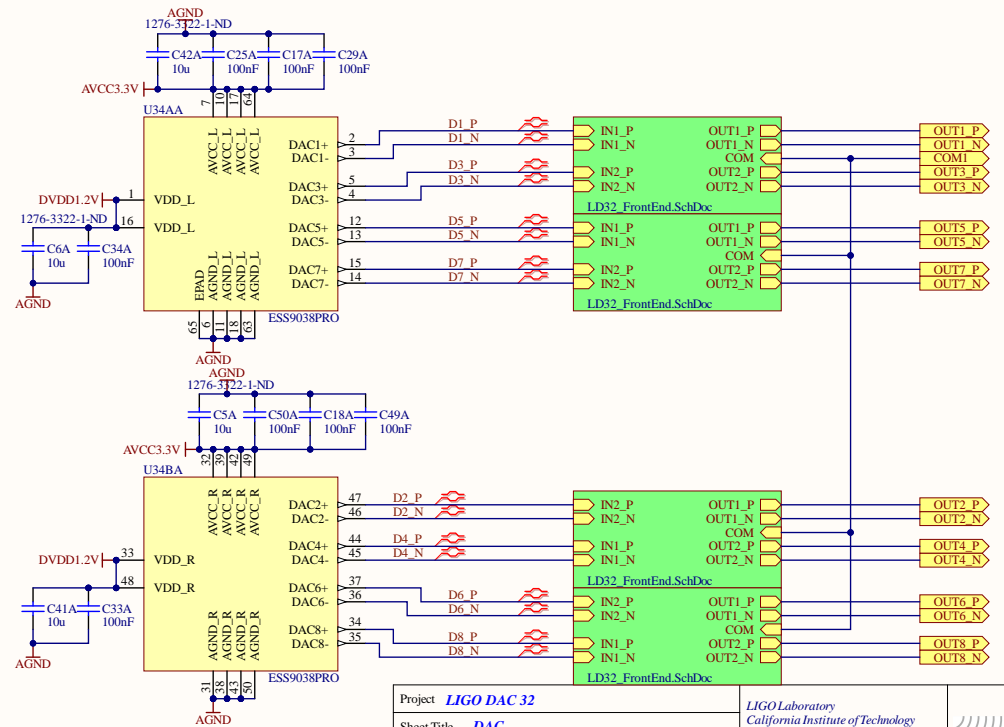 AGND
1276-3322-1-ND
C42A C25A C17A C29A
10u 100nF 100nF 100nF
AVCC3.3V
7 10 17 64
U34AA
AVCC_L AVCC_L AVCC_L AVCC_L
DAC1+ 2 D1_P IN1_P OUT1_P OUT1_P
DAC1- 3 D1_N IN1_N OUT1_N OUT1_N
COM COM1
DAC3+ 5 D3_P IN2_P OUT2_P OUT3_P
DAC3- 4 D3_N IN2_N OUT2_N OUT3_N
DVDD1.2V 1 VDD_L
LD32_FrontEnd.SchDoc
1276-3322-1-ND 16 VDD_L
DAC5+ 12 D5_P IN1_P OUT1_P OUT5_P
DAC5- 13 D5_N IN1_N OUT1_N OUT5_N
C6A C34A
10u 100nF
COM
DAC7+ 15 D7_P IN2_P OUT2_P OUT7_P
DAC7- 14 D7_N IN2_N OUT2_N OUT7_N
EPAD AGND_L AGND_L AGND_L AGND_L
AGND
LD32_FrontEnd.SchDoc
ESS9038PRO
65 6 11 18 63
AGND
AGND
1276-3322-1-ND
C5A C50A C18A C49A
10u 100nF 100nF 100nF
AVCC3.3V
32 39 42 49
U34BA
AVCC_R AVCC_R AVCC_R AVCC_R
DAC2+ 47 D2_P IN2_P OUT1_P OUT2_P
DAC2- 46 D2_N IN2_N OUT1_N OUT2_N
COM
DAC4+ 44 D4_P IN1_P OUT2_P OUT4_P
DAC4- 45 D4_N IN1_N OUT2_N OUT4_N
DVDD1.2V 33 VDD_R
LD32_FrontEnd.SchDoc
48 VDD_R
DAC6+ 37 D6_P IN2_P OUT1_P OUT6_P
DAC6- 36 D6_N IN2_N OUT1_N OUT6_N
C41A C33A
10u 100nF
COM
DAC8+ 34 D8_P IN1_P OUT2_P OUT8_P
DAC8- 35 D8_N IN1_N OUT2_N OUT8_N
AGND_R AGND_R AGND_R AGND_R
AGND
LD32_FrontEnd.SchDoc
ESS9038PRO
31 38 43 50
AGND
Project LIGO DAC 32
LIGO Laboratory
California Institute of Technology
Sheet Title DAC